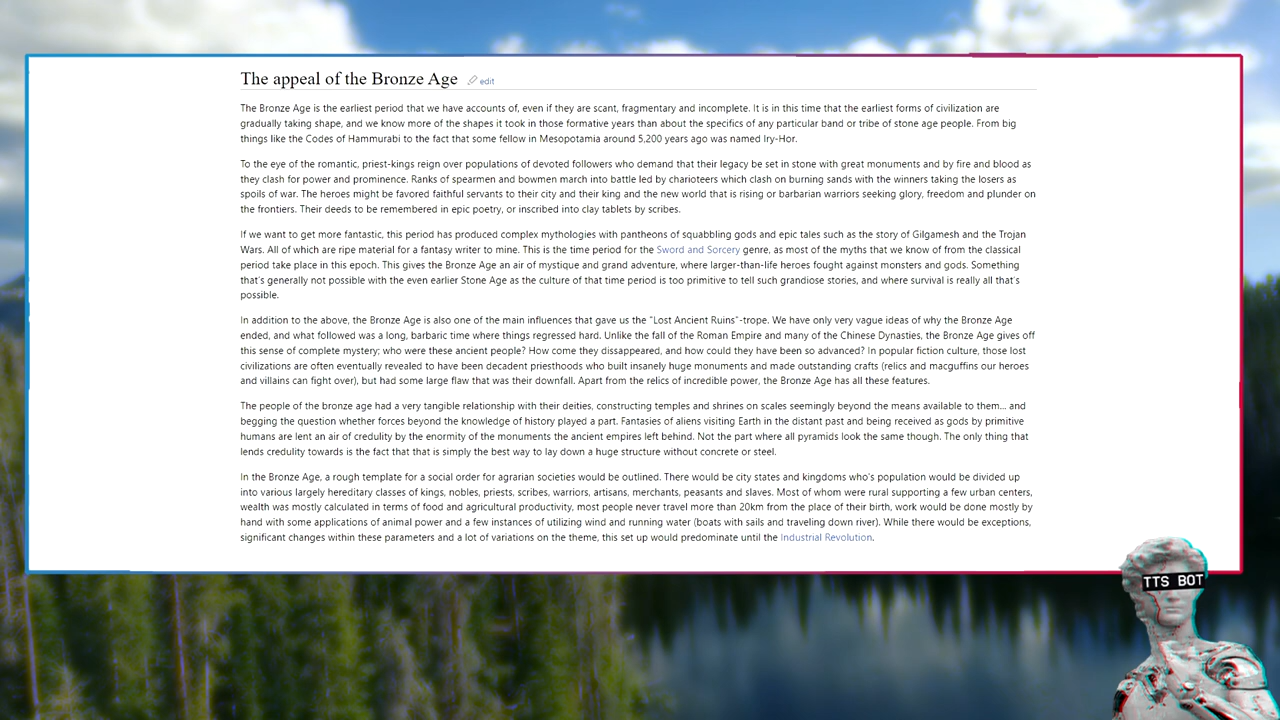 The appeal of the Bronze Age edit
The Bronze Age is the earliest period that we have accounts of, even if they are scant, fragmentary and incomplete. It is in this time that the earliest forms of civilization are
gradually taking shape, and we know more of the shapes it took in those formative years than about the specifics of any particular band or tribe of stone age people. From big
things like the Codes of Hammurabi to the fact that some fellow in Mesopotamia around 5,200 years ago was named Iry-Hor.
To the eye of the romantic, priest-kings reign over populations of devoted followers who demand that their legacy be set in stone with great monuments and by fire and blood as
they clash for power and prominence. Ranks of spearmen and bowmen march into battle led by charioteers which clash on burning sands with the winners taking the losers as
spoils of war. The heroes might be favored faithful servants to their city and their king and the new world that is rising or barbarian warriors seeking glory, freedom and plunder on
the frontiers. Their deeds to be remembered in epic poetry, or inscribed into clay tablets by scribes.
If we want to get more fantastic, this period has produced complex mythologies with pantheons of squabbling gods and epic tales such as the story of Gilgamesh and the Trojan
Wars. All of which are ripe material for a fantasy writer to mine. This is the time period for the Sword and Sorcery genre, as most of the myths that we know of from the classical
period take place in this epoch. This gives the Bronze Age an air of mystique and grand adventure, where larger-than-life heroes fought against monsters and gods. Something
that's generally not possible with the even earlier Stone Age as the culture of that time period is too primitive to tell such grandiose stories, and where survival is really all that's
possible.
In addition to the above, the Bronze Age is also one of the main influences that gave us the "Lost Ancient Ruins"-trope. We have only very vague ideas of why the Bronze Age
ended, and what followed was a long, barbaric time where things regressed hard. Unlike the fall of the Roman Empire and many of the Chinese Dynasties, the Bronze Age gives off
this sense of complete mystery; who were these ancient people? How come they disappeared, and how could they have been so advanced? In popular fiction culture, those lost
civilizations are often eventually revealed to have been decadent priesthoods who built insanely huge monuments and made outstanding crafts (relics and macguffins our heroes
and villains can fight over), but had some large flaw that was their downfall. Apart from the relics of incredible power, the Bronze Age has all these features.
The people of the bronze age had a very tangible relationship with their deities, constructing temples and shrines on scales seemingly beyond the means available to them... and
begging the question whether forces beyond the knowledge of history played a part. Fantasies of aliens visiting Earth in the distant past and being received as gods by primitive
humans are lent an air of credulity by the enormity of the monuments the ancient empires left behind. Not the part where all pyramids look the same though. The only thing that
lends credulity towards is the fact that that is simply the best way to lay down a huge structure without concrete or steel.
In the Bronze Age, a rough template for a social order for agrarian societies would be outlined. There would be city states and kingdoms who's population would be divided up
into various largely hereditary classes of kings, nobles, priests, scribes, warriors, artisans, merchants, peasants and slaves. Most of whom were rural supporting a few urban centers,
wealth was mostly calculated in terms of food and agricultural productivity, most people never travel more than 20km from the place of their birth, work would be done mostly by
hand with some applications of animal power and a few instances of utilizing wind and running water (boats with sails and traveling down river). While there would be exceptions,
significant changes within these parameters and a lot of variations on the theme, this set up would predominate until the Industrial Revolution.
TTS BOT